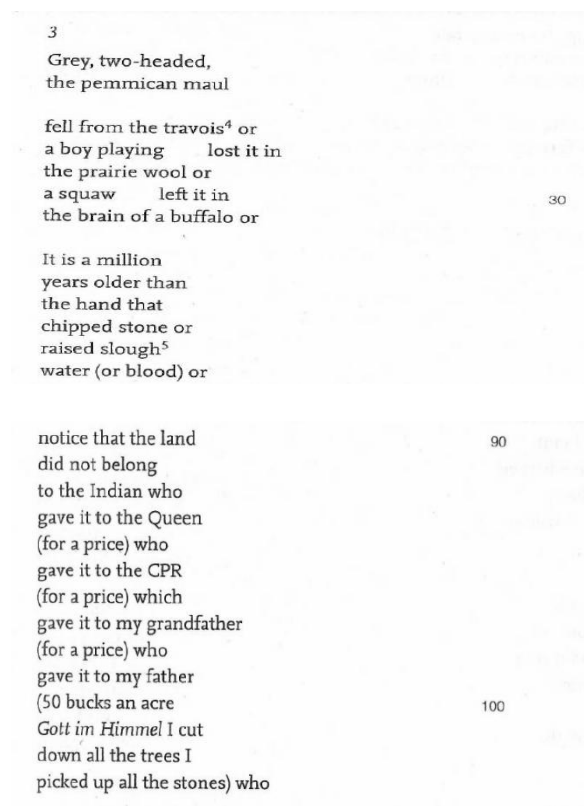 3
Grey, two-headed,
the pemmican maul
fell from the travois⁴ or
a boy playing lost it in
the prairie wool or
a squaw left it in 30
the brain of a buffalo or
It is a million
years older than
the hand that
chipped stone or
raised slough⁵
water (or blood) or
notice that the land 90
did not belong
to the Indian who
gave it to the Queen
(for a price) who
gave it to the CPR
(for a price) which
gave it to my grandfather
(for a price) who
gave it to my father
(50 bucks an acre 100
Gott im Himmel I cut
down all the trees I
picked up all the stones) who